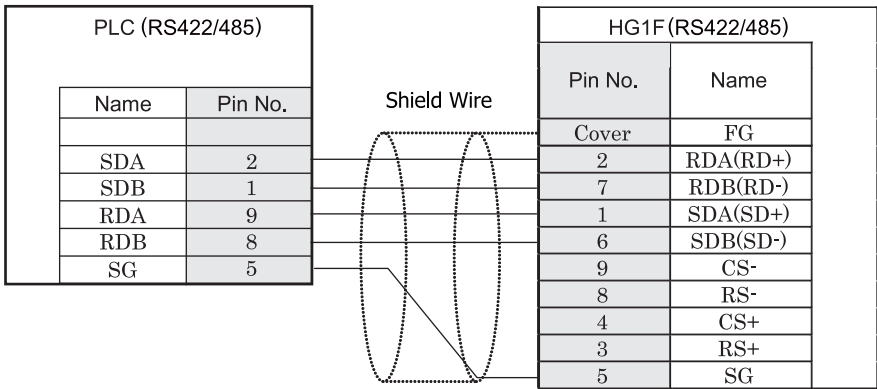 PLC (RS422/485)
Name Pin No.
SDA 2
SDB 1
RDA 9
RDB 8
SG 5
Shield Wire
HG1F(RS422/485)
Pin No. Name
Cover FG
2 RDA(RD+)
7 RDB(RD-)
1 SDA(SD+)
6 SDB(SD-)
9 CS-
8 RS-
4 CS+
3 RS+
5 SG